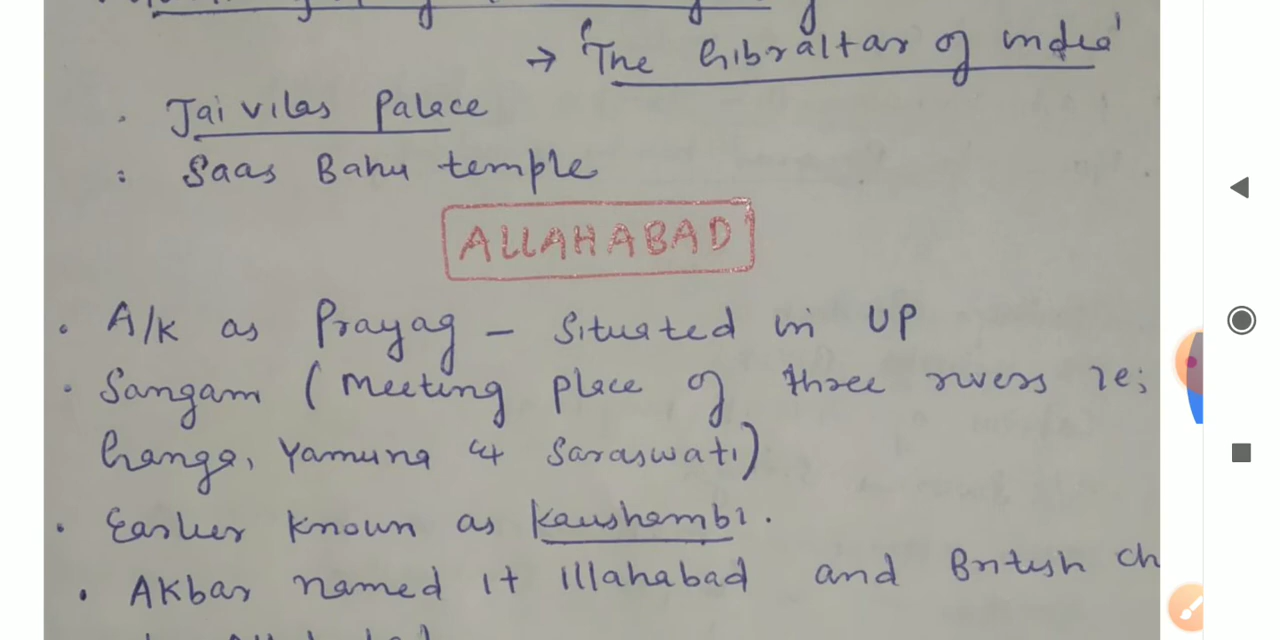 → 'The Gibraltar of India'
. Jai vilas Palace
: Saas Bahu temple
ALLAHABAD
. A/k as Prayag - Situated in UP
. Sangam ( Meeting place of three rivers ie;
Ganga, Yamuna & Saraswati)
. Earlier known as Kaushambi.
. Akbar named it Illahabad and British ch